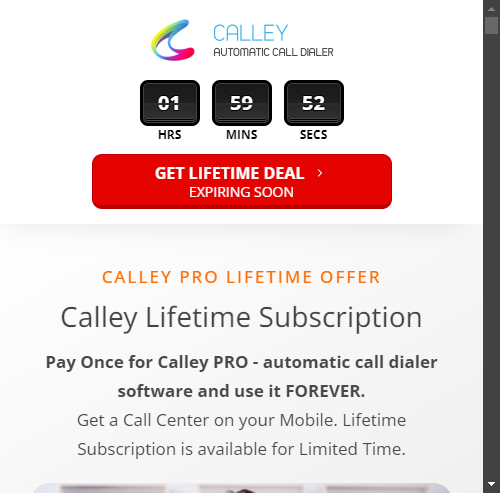 CALLEY
AUTOMATIC CALL DIALER
01 59 52
HRS MINS SECS
GET LIFETIME DEAL
EXPIRING SOON
CALLEY PRO LIFETIME OFFER
Calley Lifetime Subscription
Pay Once for Calley PRO - automatic call dialer
software and use it FOREVER.
Get a Call Center on your Mobile. Lifetime
Subscription is available for Limited Time.